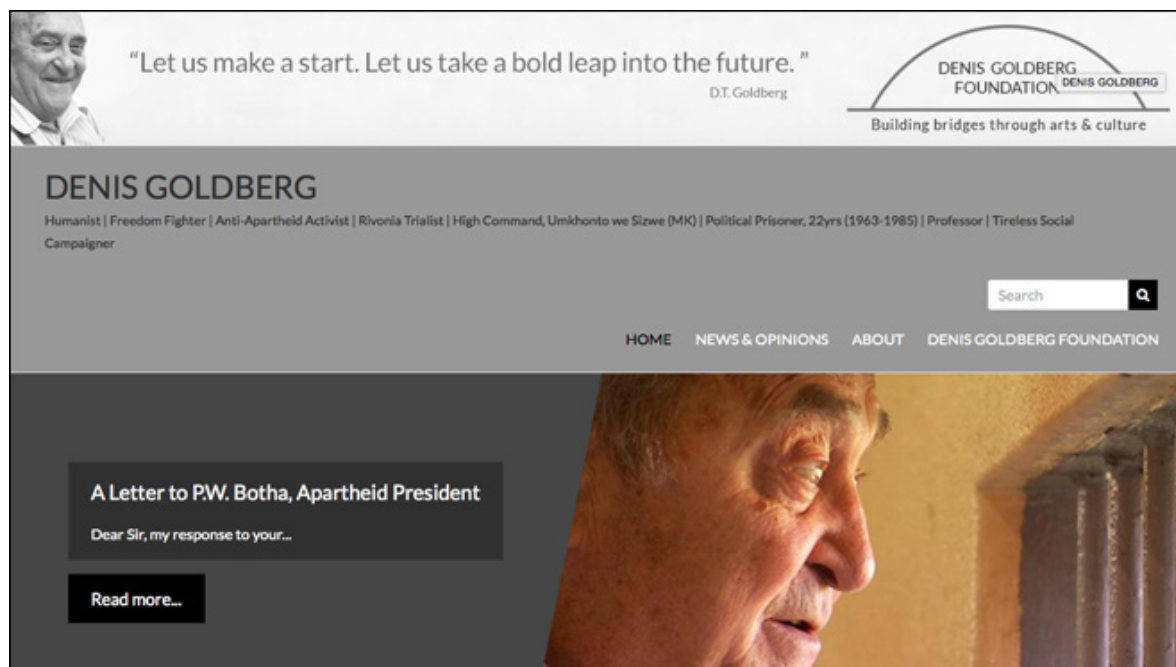 “Let us make a start. Let us take a bold leap into the future. ”
D.T. Goldberg
DENIS GOLDBERG
FOUNDATION
DENIS GOLDBERG
Building bridges through arts & culture
DENIS GOLDBERG
Humanist | Freedom Fighter | Anti-Apartheid Activist | Rivonia Trialist | High Command, Umkhonto we Sizwe (MK) | Political Prisoner, 22yrs (1963-1985) | Professor | Tireless Social
Campaigner
Search
HOME NEWS & OPINIONS ABOUT DENIS GOLDBERG FOUNDATION
A Letter to P.W. Botha, Apartheid President
Dear Sir, my response to your...
Read more...